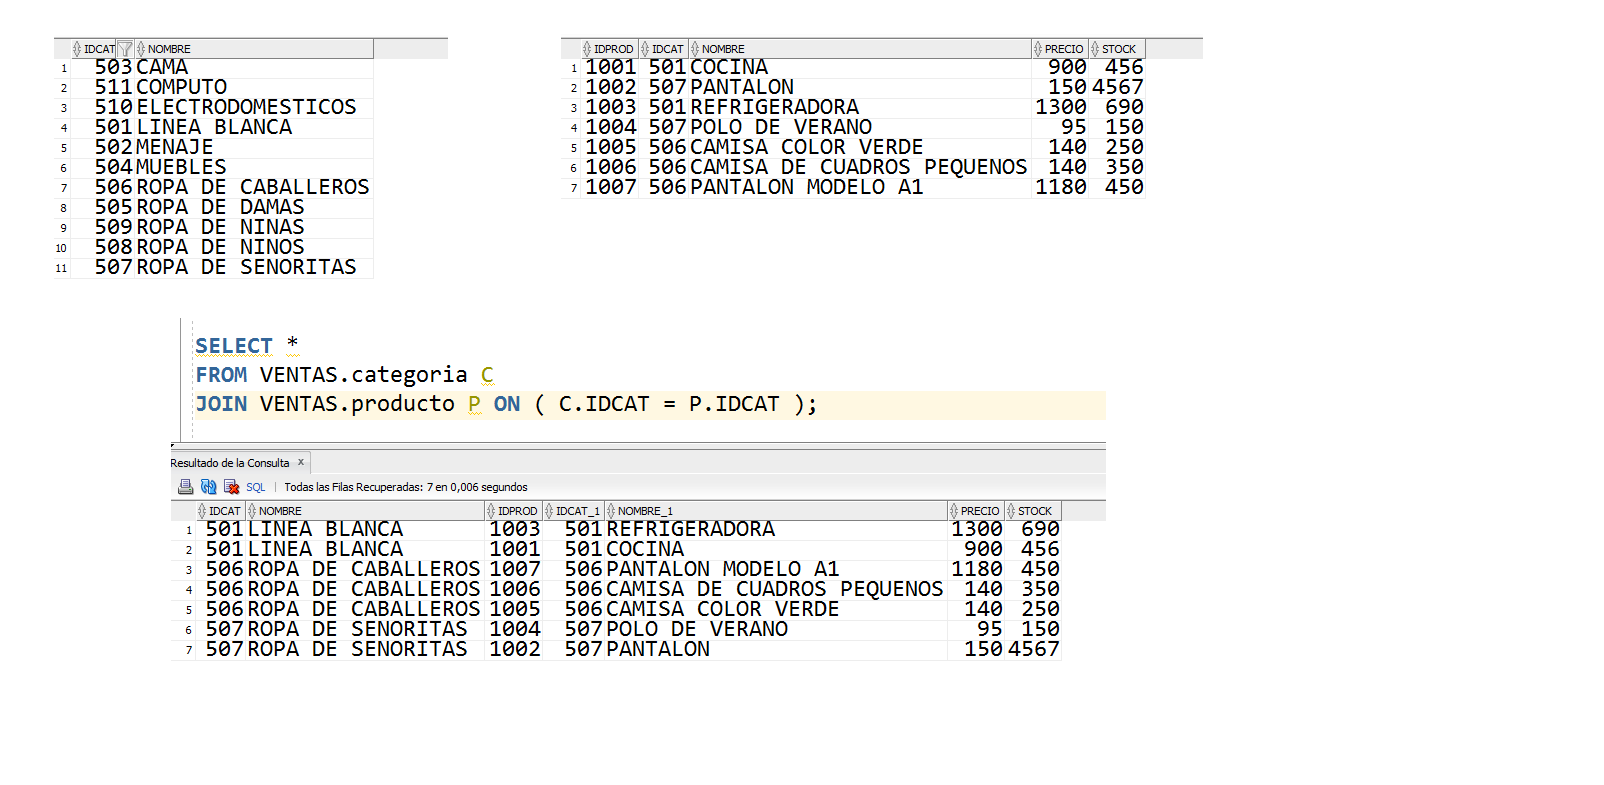 IDCAT NOMBRE
1 503 CAMA
2 511 COMPUTO
3 510 ELECTRODOMESTICOS
4 501 LINEA BLANCA
5 502 MENAJE
6 504 MUEBLES
7 506 ROPA DE CABALLEROS
8 505 ROPA DE DAMAS
9 509 ROPA DE NINAS
10 508 ROPA DE NINOS
11 507 ROPA DE SENORITAS
IDPROD IDCAT NOMBRE PRECIO STOCK
1 1001 501 COCINA 900 456
2 1002 507 PANTALON 150 4567
3 1003 501 REFRIGERADORA 1300 690
4 1004 507 POLO DE VERANO 95 150
5 1005 506 CAMISA COLOR VERDE 140 250
6 1006 506 CAMISA DE CUADROS PEQUENOS 140 350
7 1007 506 PANTALON MODELO A1 1180 450
SELECT *
FROM VENTAS.categoria C
JOIN VENTAS.producto P ON ( C.IDCAT = P.IDCAT );
Resultado de la Consulta x
SQL | Todas las Filas Recuperadas: 7 en 0,006 segundos
IDCAT NOMBRE IDPROD IDCAT_1 NOMBRE_1 PRECIO STOCK
1 501 LINEA BLANCA 1003 501 REFRIGERADORA 1300 690
2 501 LINEA BLANCA 1001 501 COCINA 900 456
3 506 ROPA DE CABALLEROS 1007 506 PANTALON MODELO A1 1180 450
4 506 ROPA DE CABALLEROS 1006 506 CAMISA DE CUADROS PEQUENOS 140 350
5 506 ROPA DE CABALLEROS 1005 506 CAMISA COLOR VERDE 140 250
6 507 ROPA DE SENORITAS 1004 507 POLO DE VERANO 95 150
7 507 ROPA DE SENORITAS 1002 507 PANTALON 150 4567